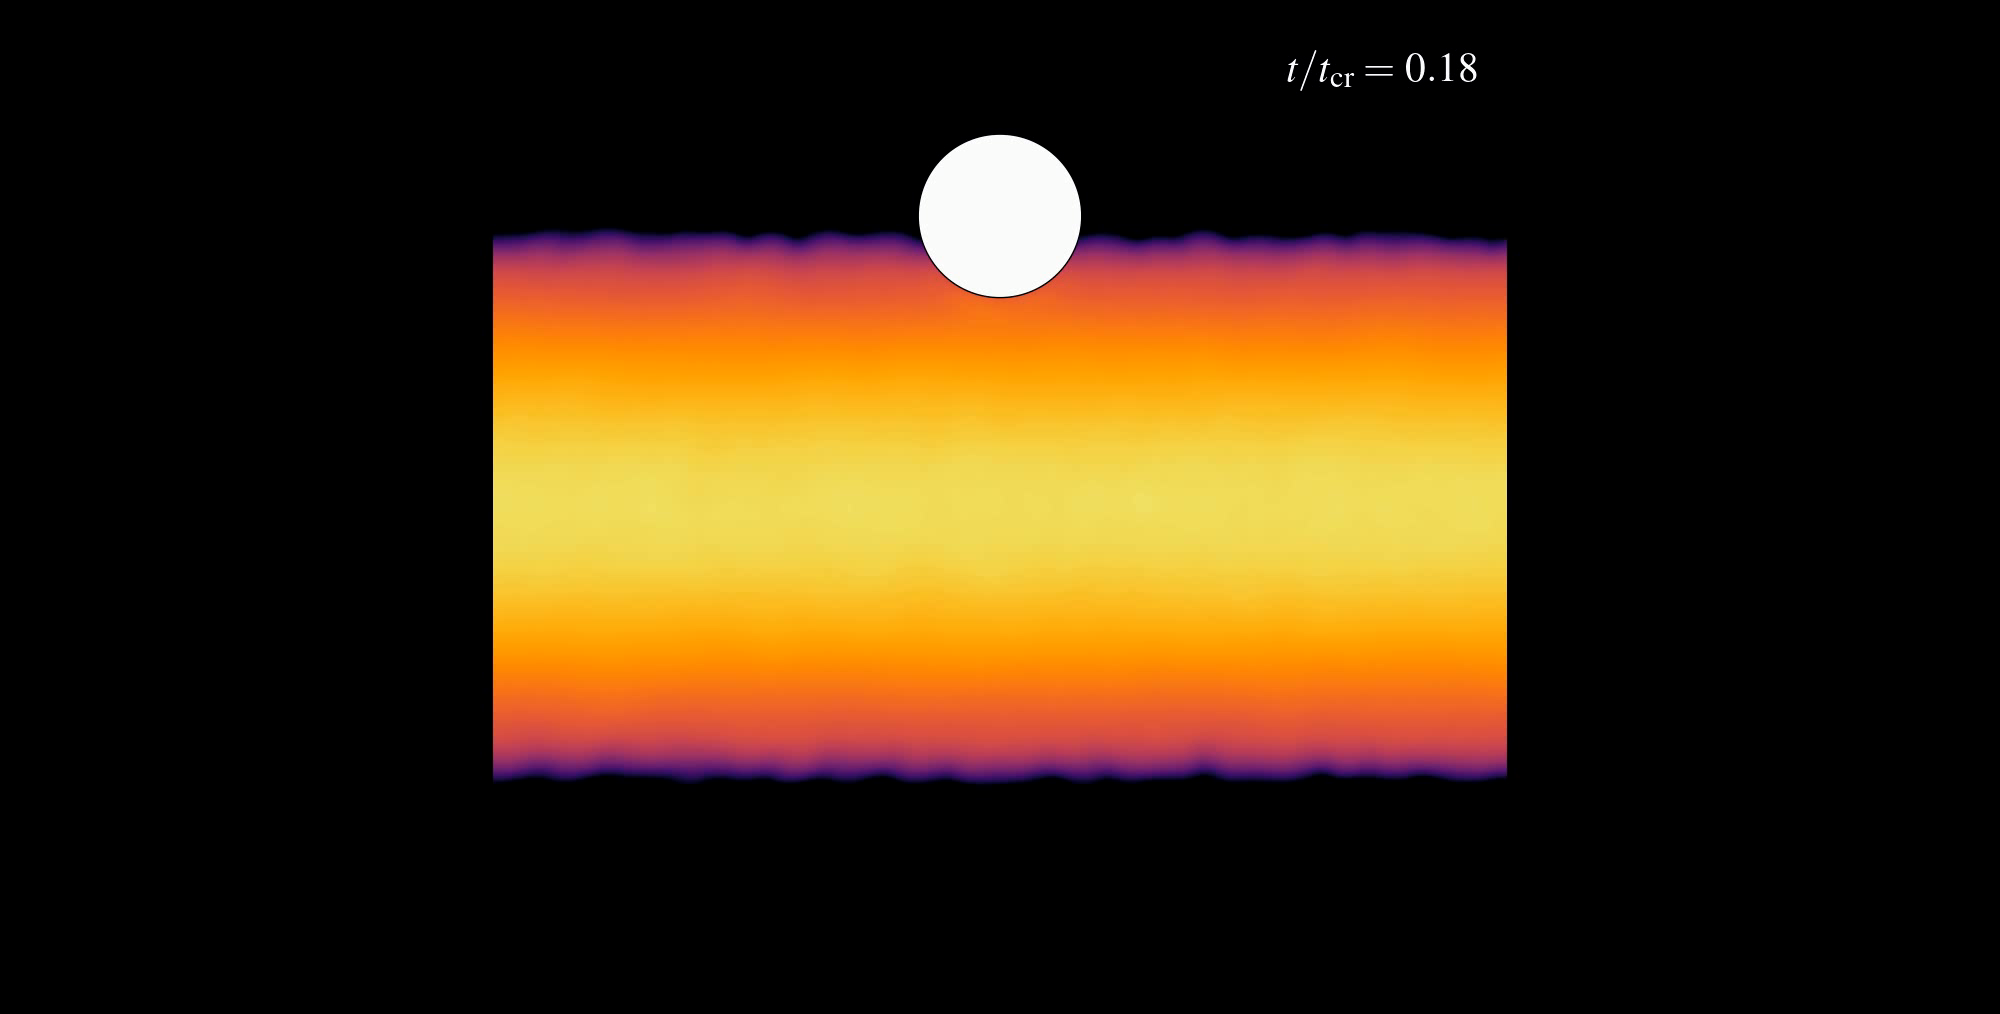 t/t_cr = 0.18